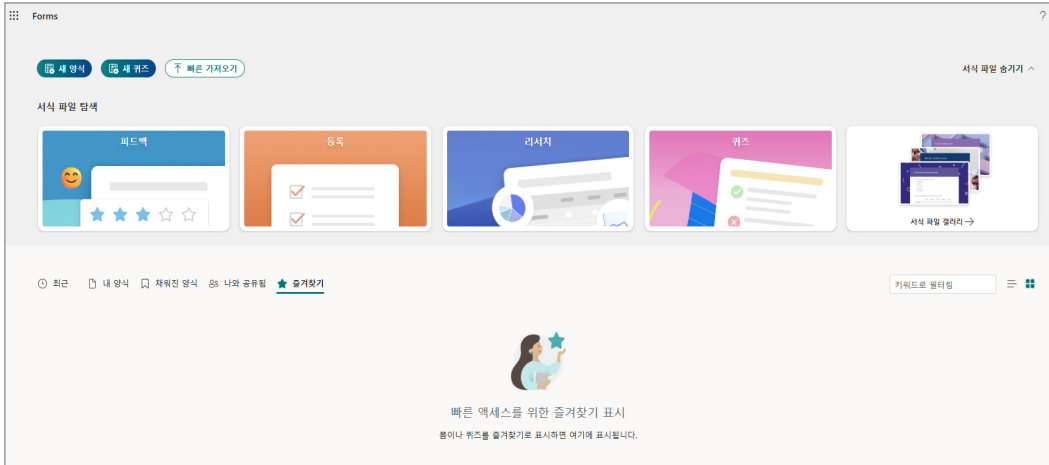 Forms
?
새 양식
새 퀴즈
빠른 가져오기
서식 파일 숨기기
서식 파일 탐색
피드백
등록
리서치
퀴즈
서식 파일 갤러리 →
최근
내 양식
채워진 양식
나와 공유됨
즐겨찾기
키워드로 필터링
빠른 액세스를 위한 즐겨찾기 표시
폼이나 퀴즈를 즐겨찾기로 표시하면 여기에 표시됩니다.